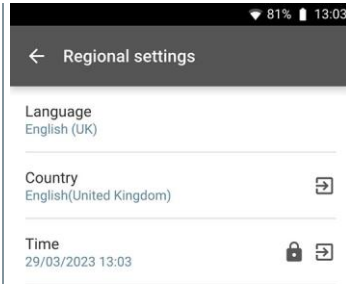 81% 13:03
Regional settings
Language
English (UK)
Country
English(United Kingdom)
Time
29/03/2023 13:03